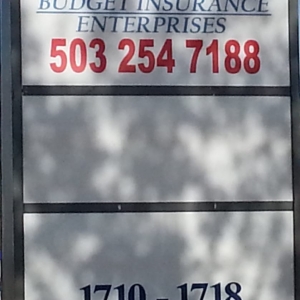 BUDGET INSURANCE
ENTERPRISES
503 254 7188
1710 - 1718